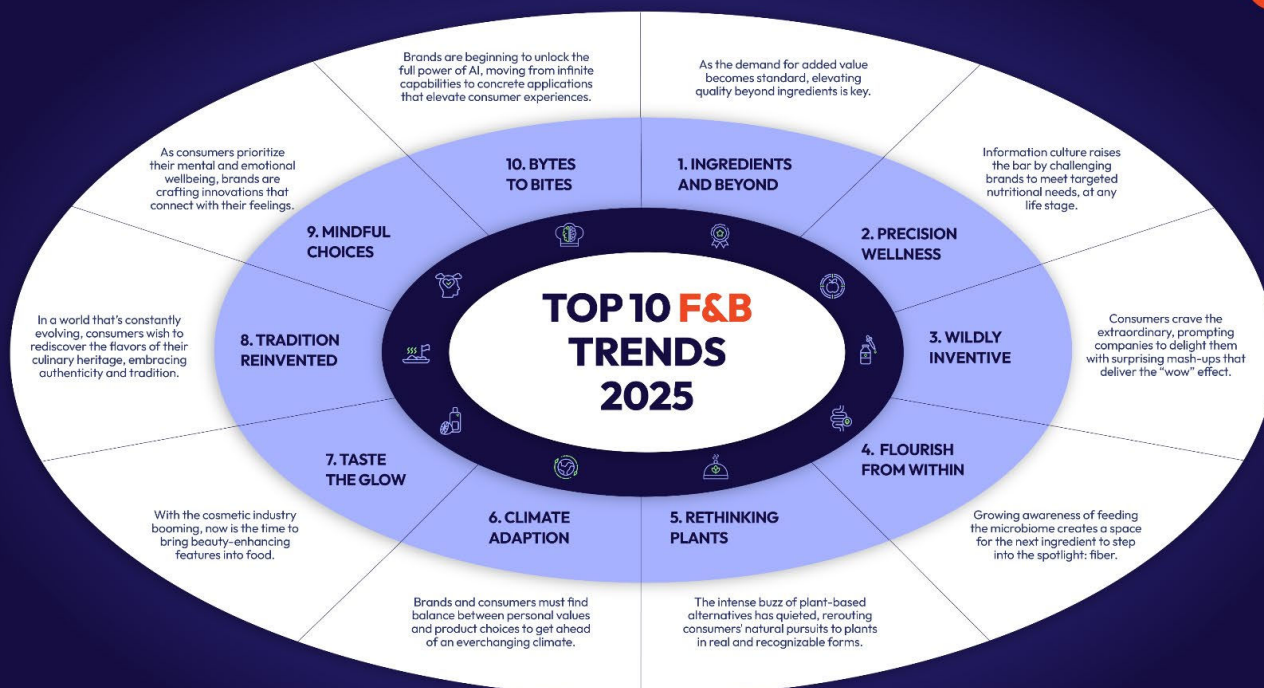 TOP 10 F&B
TRENDS
2025
1. INGREDIENTS
AND BEYOND
As the demand for added value
becomes standard, elevating
quality beyond ingredients is key.
2. PRECISION
WELLNESS
Information culture raises
the bar by challenging
brands to meet targeted
nutritional needs, at any
life stage.
3. WILDLY
INVENTIVE
Consumers crave the
extraordinary, prompting
companies to delight them
with surprising mash-ups that
deliver the “wow” effect.
4. FLOURISH
FROM WITHIN
Growing awareness of feeding
the microbiome creates a space
for the next ingredient to step
into the spotlight: fiber.
5. RETHINKING
PLANTS
The intense buzz of plant-based
alternatives has quieted, rerouting
consumers' natural pursuits to plants
in real and recognizable forms.
6. CLIMATE
ADAPTION
Brands and consumers must find
balance between personal values
and product choices to get ahead
of an everchanging climate.
7. TASTE
THE GLOW
With the cosmetic industry
booming, now is the time to
bring beauty-enhancing
features into food.
8. TRADITION
REINVENTED
In a world that's constantly
evolving, consumers wish to
rediscover the flavors of their
culinary heritage, embracing
authenticity and tradition.
9. MINDFUL
CHOICES
As consumers prioritize
their mental and emotional
wellbeing, brands are
crafting innovations that
connect with their feelings.
10. BYTES
TO BITES
Brands are beginning to unlock the
full power of AI, moving from infinite
capabilities to concrete applications
that elevate consumer experiences.